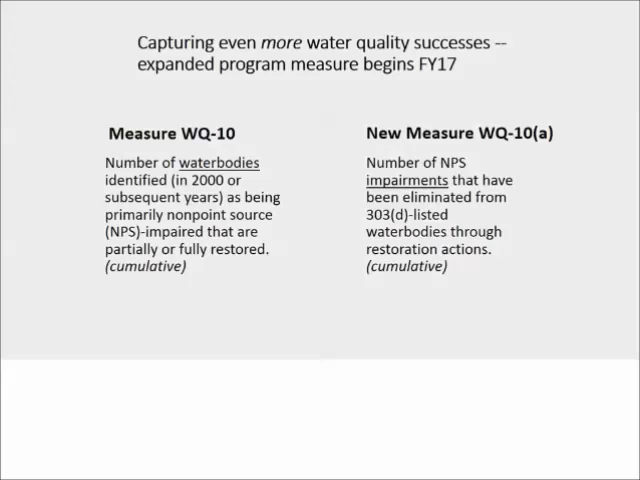 Capturing even more water quality successes --
expanded program measure begins FY17
Measure WQ-10
Number of waterbodies
identified (in 2000 or
subsequent years) as being
primarily nonpoint source
(NPS)-impaired that are
partially or fully restored.
(cumulative)
New Measure WQ-10(a)
Number of NPS
impairments that have
been eliminated from
303(d)-listed
waterbodies through
restoration actions.
(cumulative)